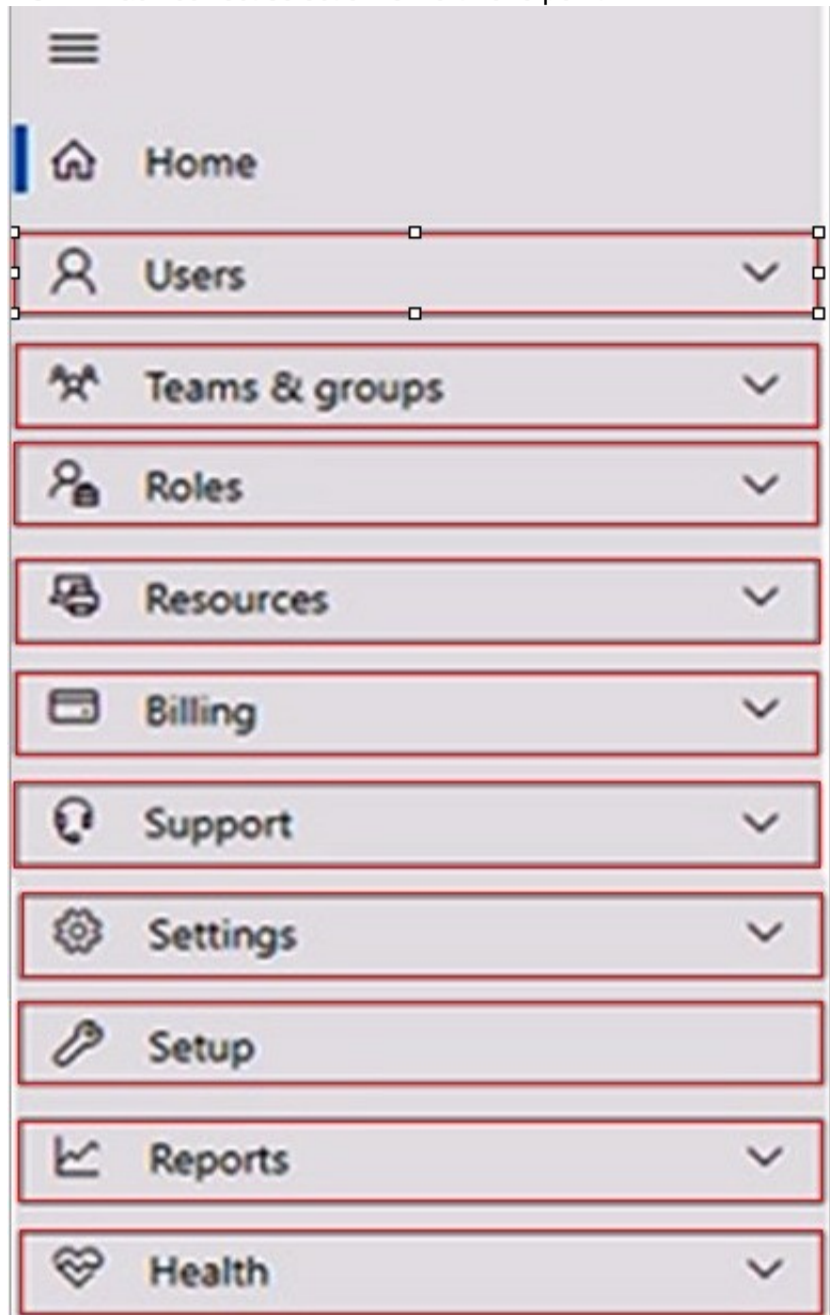 Home
Users
Teams & groups
Roles
Resources
Billing
Support
Settings
Setup
Reports
Health